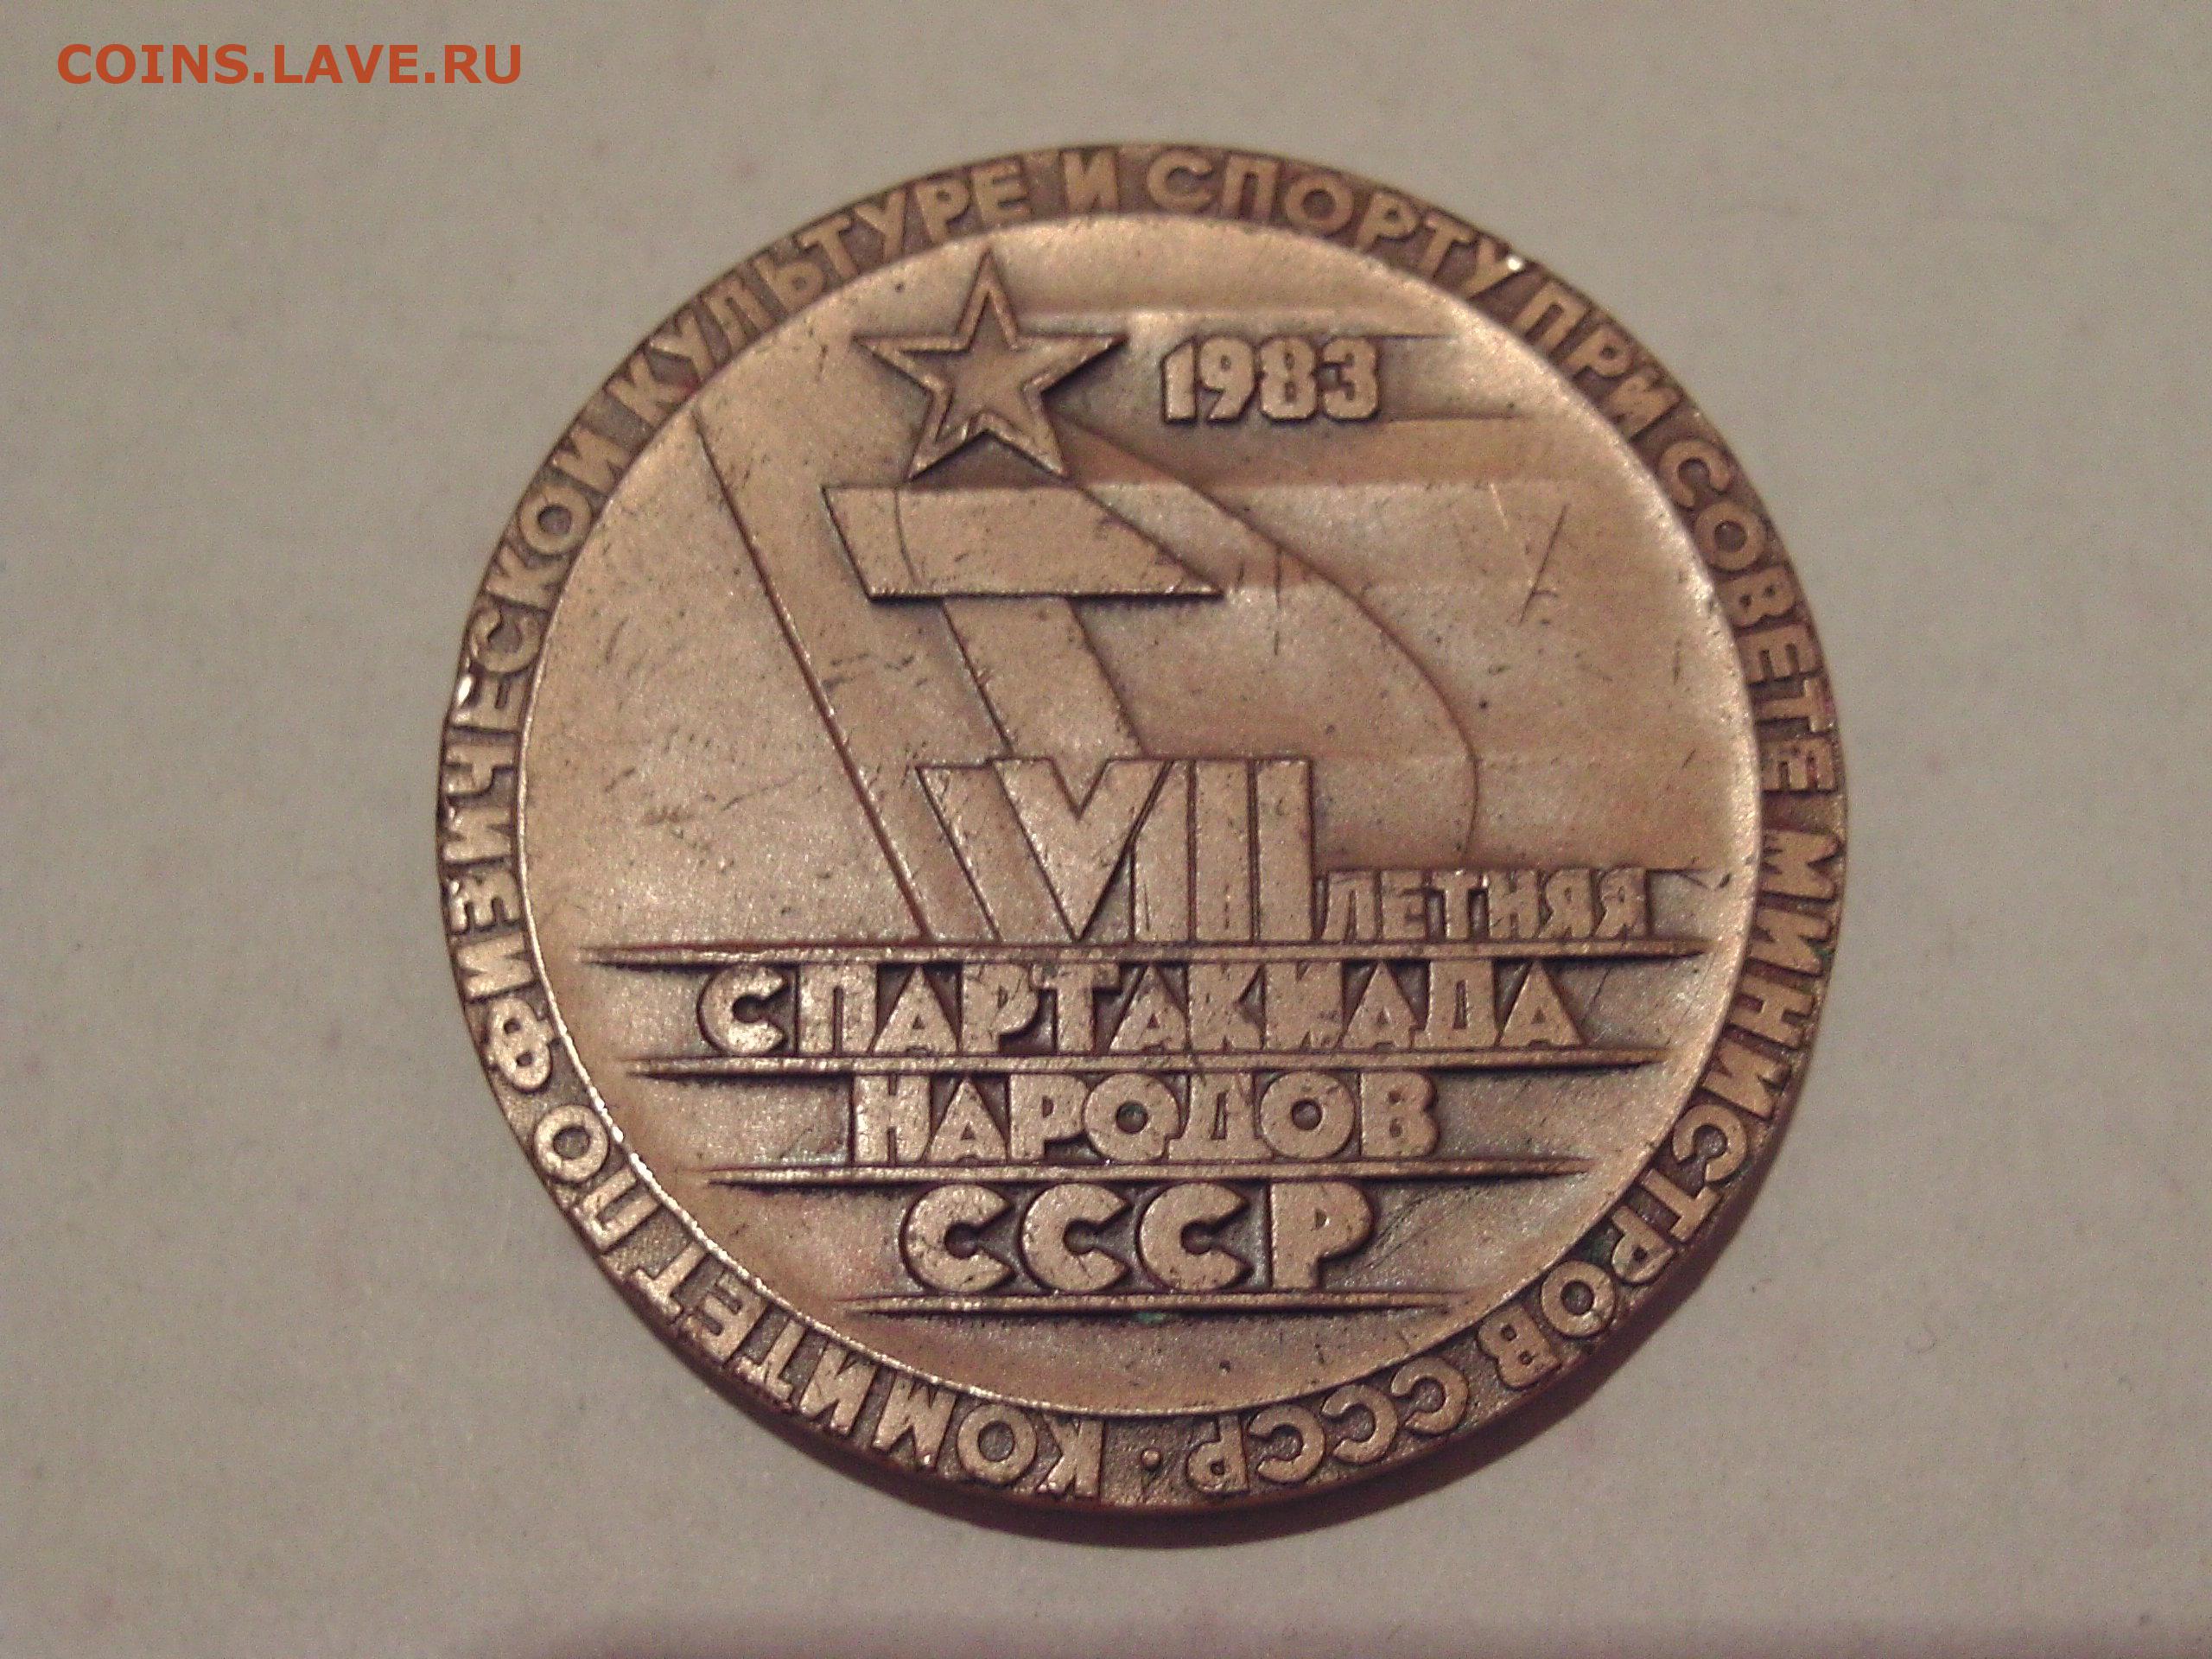 COINS.LAVE.RU
КОМИТЕТ ПО ФИЗИЧЕСКОЙ КУЛЬТУРЕ И СПОРТУ ПРИ СОВЕТЕ МИНИСТРОВ СССР ·
1983
VIII ЛЕТНЯЯ
СПАРТАКИАДА
НАРОДОВ
СССР